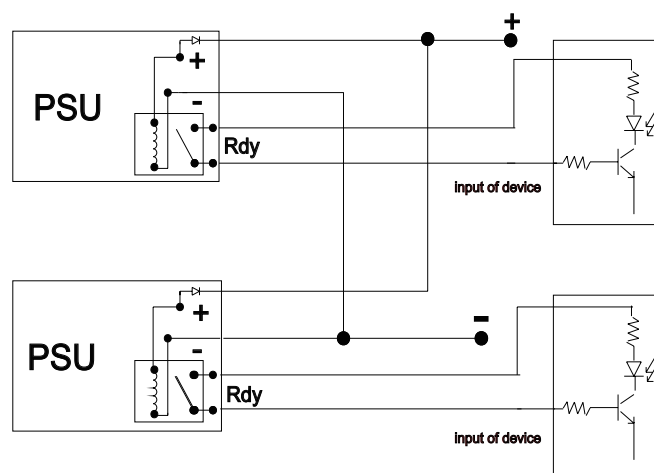 +
+
PSU
-
Rdy
input of device
+
-
PSU
-
Rdy
input of device